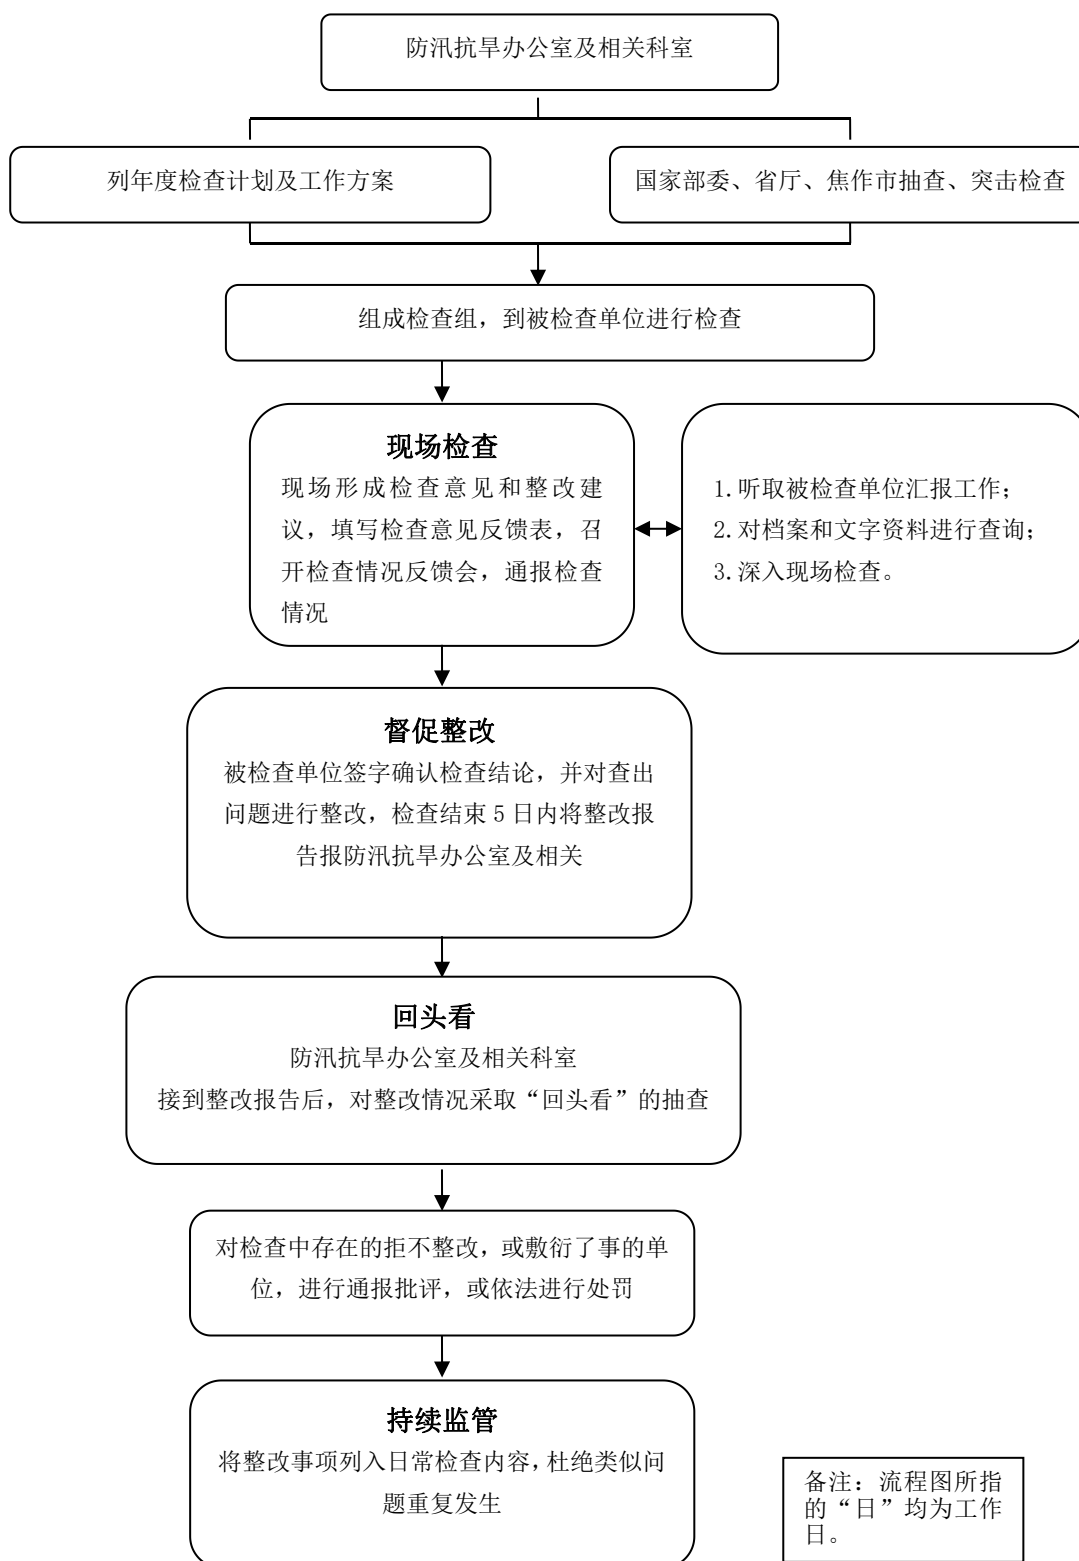 防汛抗旱办公室及相关科室
列年度检查计划及工作方案
国家部委、省厅、焦作市抽查、突击检查
组成检查组，到被检查单位进行检查
现场检查
现场形成检查意见和整改建
议，填写检查意见反馈表，召
开检查情况反馈会，通报检查
情况
1.听取被检查单位汇报工作；
2.对档案和文字资料进行查询；
3.深入现场检查。
督促整改
被检查单位签字确认检查结论，并对查出
问题进行整改，检查结束 5 日内将整改报
告报防汛抗旱办公室及相关
回头看
防汛抗旱办公室及相关科室
接到整改报告后，对整改情况采取“回头看”的抽查
对检查中存在的拒不整改，或敷衍了事的单
位，进行通报批评，或依法进行处罚
持续监管
将整改事项列入日常检查内容，杜绝类似问
题重复发生
备注：流程图所指
的“日”均为工作
日。